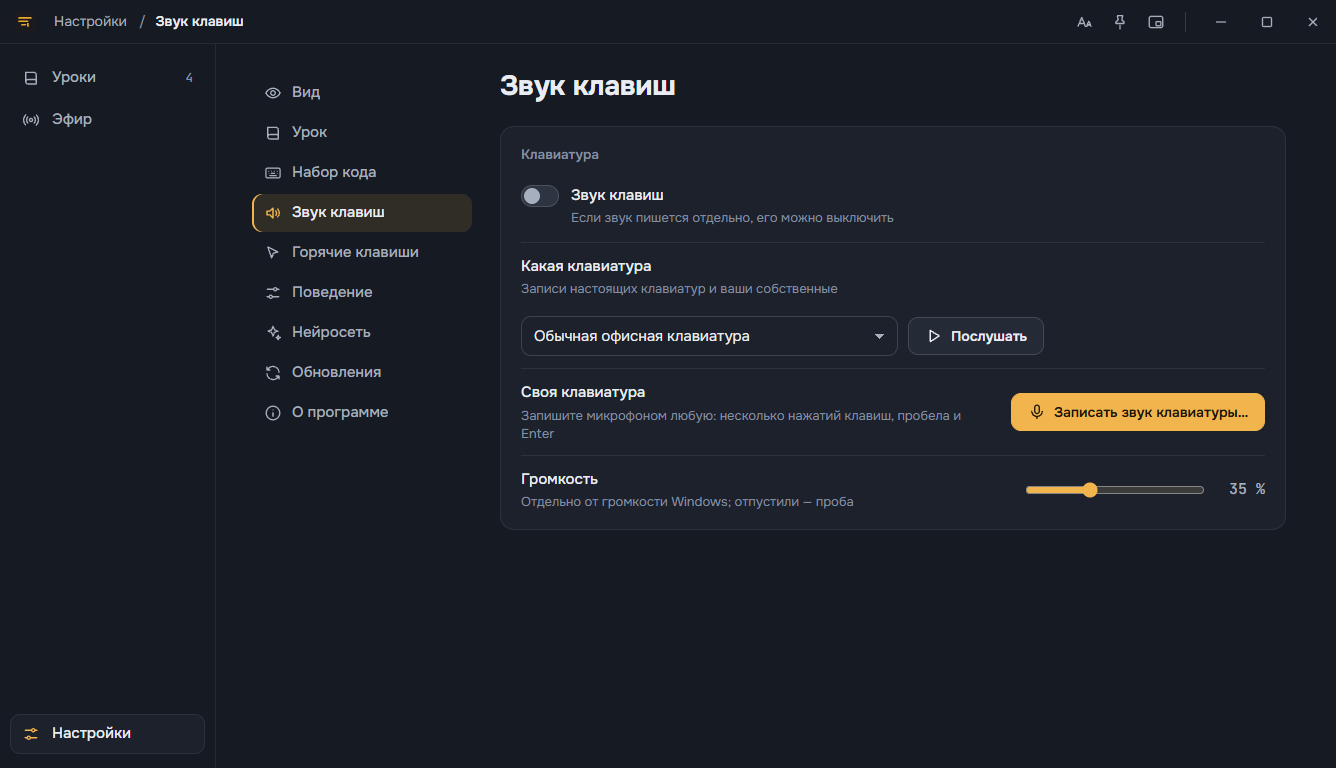 Настройки / Звук клавиш
Уроки 4
Эфир
Настройки
Вид
Урок
Набор кода
Звук клавиш
Горячие клавиши
Поведение
Нейросеть
Обновления
О программе
Звук клавиш
Клавиатура
Звук клавиш
Если звук пишется отдельно, его можно выключить
Какая клавиатура
Записи настоящих клавиатур и ваши собственные
Обычная офисная клавиатура
Послушать
Своя клавиатура
Запишите микрофоном любую: несколько нажатий клавиш, пробела и
Enter
Записать звук клавиатуры…
Громкость
Отдельно от громкости Windows; отпустили — проба
35 %